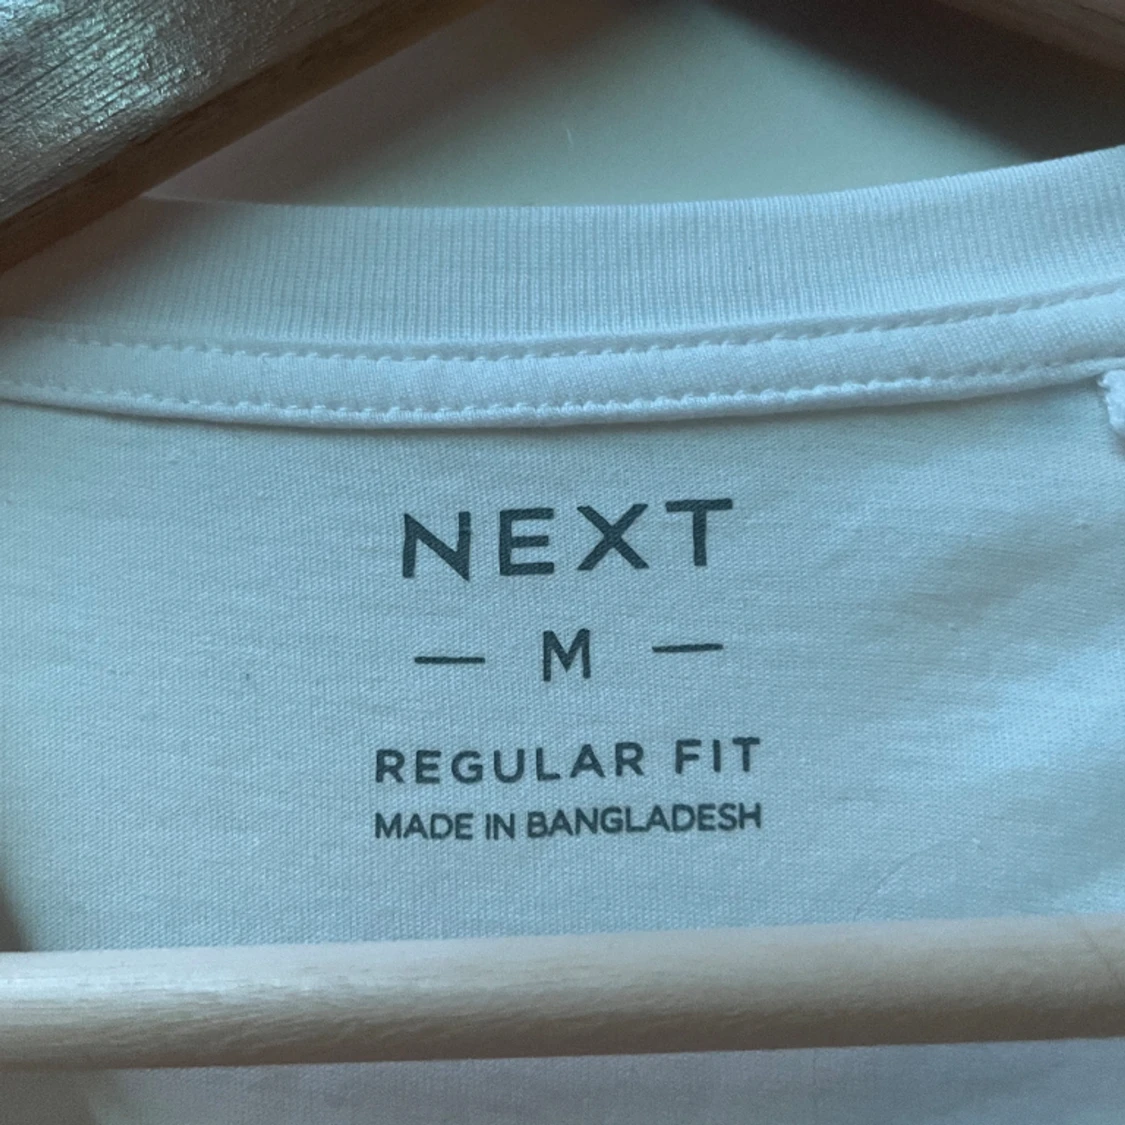 NEXT
— M —
REGULAR FIT
MADE IN BANGLADESH